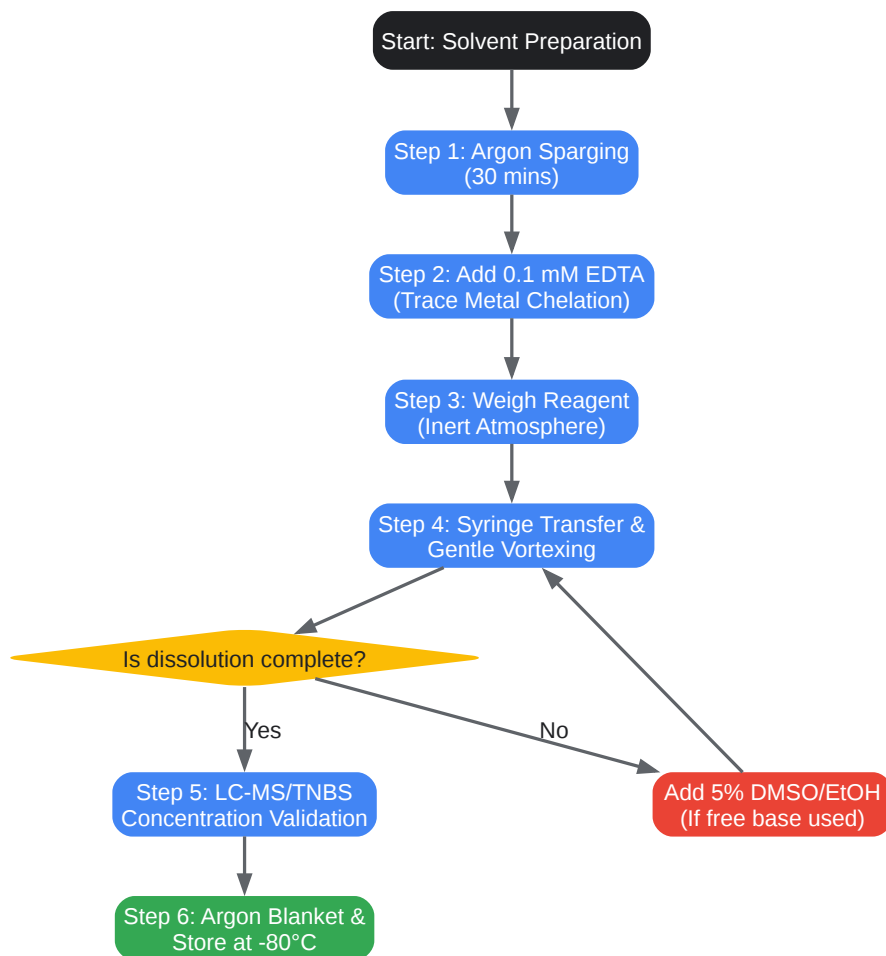 Start: Solvent Preparation
Step 1: Argon Sparging
(30 mins)
Step 2: Add 0.1 mM EDTA
(Trace Metal Chelation)
Step 3: Weigh Reagent
(Inert Atmosphere)
Step 4: Syringe Transfer &
Gentle Vortexing
Is dissolution complete?
Yes
No
Step 5: LC-MS/TNBS
Concentration Validation
Add 5% DMSO/EtOH
(If free base used)
Step 6: Argon Blanket &
Store at -80°C